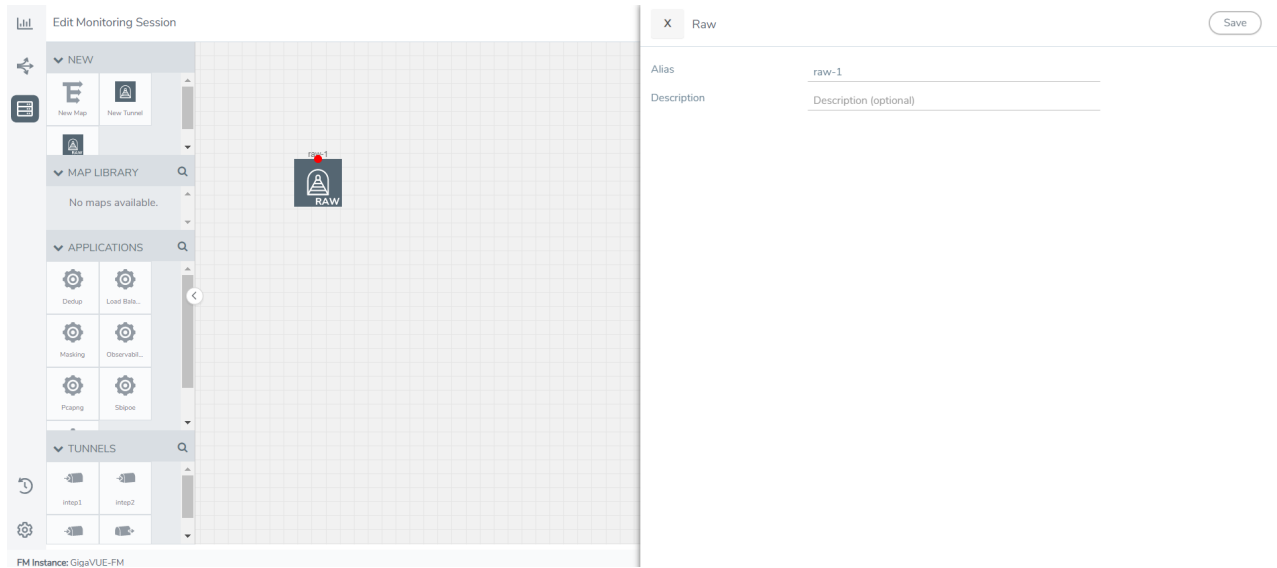 Edit Monitoring Session
X Raw
Save
NEW
New Map
New Tunnel
RAW
MAP LIBRARY
No maps available.
APPLICATIONS
Dedup
Load Bala...
Masking
Observabil...
Pcapng
Sbipoe
TUNNELS
intep1
intep2
raw-1
RAW
Alias
raw-1
Description
Description (optional)
FM Instance: GigaVUE-FM